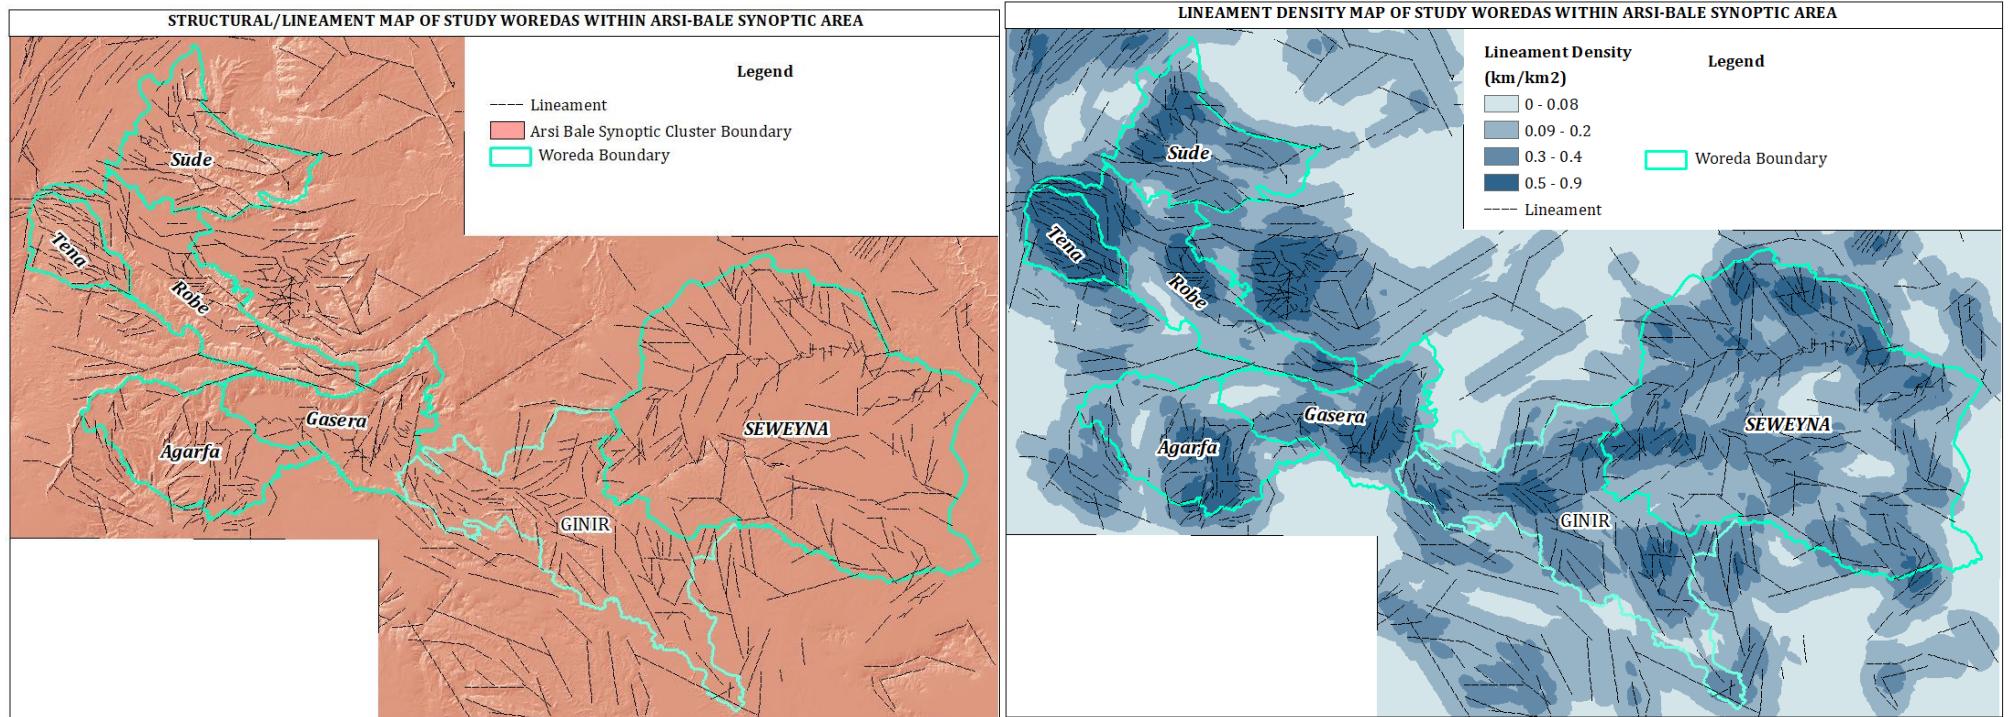 STRUCTURAL/LINEAMENT MAP OF STUDY WOREDAS WITHIN ARSI-BALE SYNOPTIC AREA
Legend
Lineament
Arsi Bale Synoptic Cluster Boundary
Woreda Boundary
Sude
Tena
Robe
Gasera
Agarfa
SEWEYNA
GINIR
LINEAMENT DENSITY MAP OF STUDY WOREDAS WITHIN ARSI-BALE SYNOPTIC AREA
Lineament Density
(km/km2)
Legend
0 - 0.08
0.09 - 0.2
0.3 - 0.4
0.5 - 0.9
Lineament
Woreda Boundary
Sude
Tena
Robe
Gasera
Agarfa
SEWEYNA
GINIR